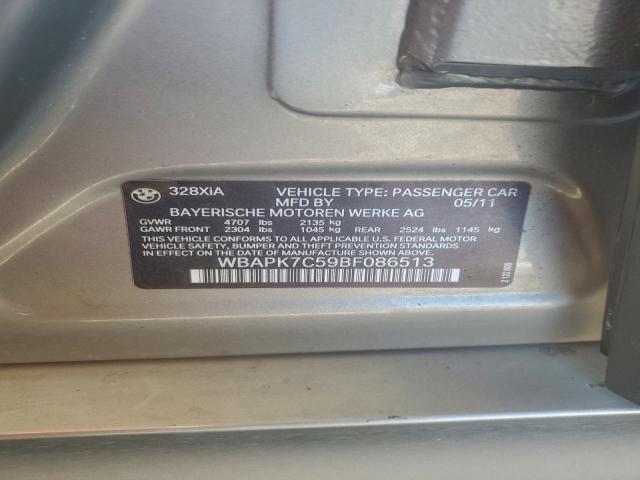 BMW
328XiA VEHICLE TYPE: PASSENGER CAR
MFD BY 05/11
BAYERISCHE MOTOREN WERKE AG
GVWR 4707 lbs 2135 kg
GAWR FRONT 2304 lbs 1045 kg REAR 2524 lbs 1145 kg
THIS VEHICLE CONFORMS TO ALL APPLICABLE U.S. FEDERAL MOTOR
VEHICLE SAFETY, BUMPER, AND THEFT PREVENTION STANDARDS
IN EFFECT ON THE DATE OF MANUFACTURE SHOWN ABOVE.
WBAPK7C59BF086513